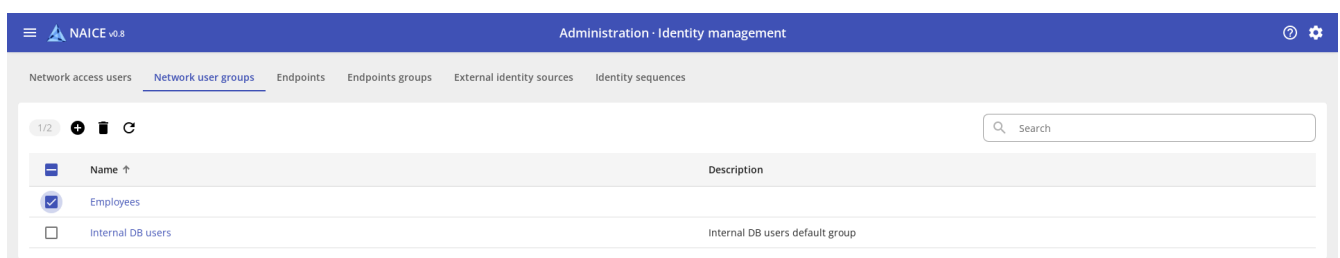 NAICE v0.8 Administration · Identity management
Network access users Network user groups Endpoints Endpoints groups External identity sources Identity sequences
1/2 Search
Name ↑ Description
Employees
Internal DB users Internal DB users default group